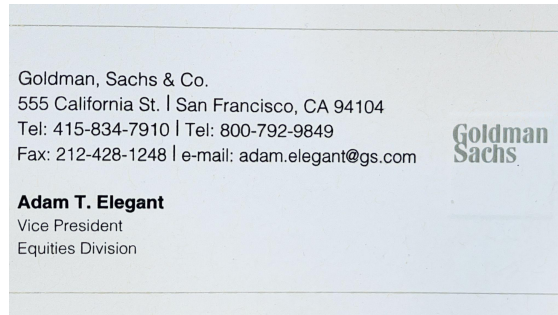 Goldman, Sachs & Co.
555 California St. | San Francisco, CA 94104
Tel: 415-834-7910 | Tel: 800-792-9849
Fax: 212-428-1248 | e-mail: adam.elegant@gs.com
Goldman
Sachs
Adam T. Elegant
Vice President
Equities Division